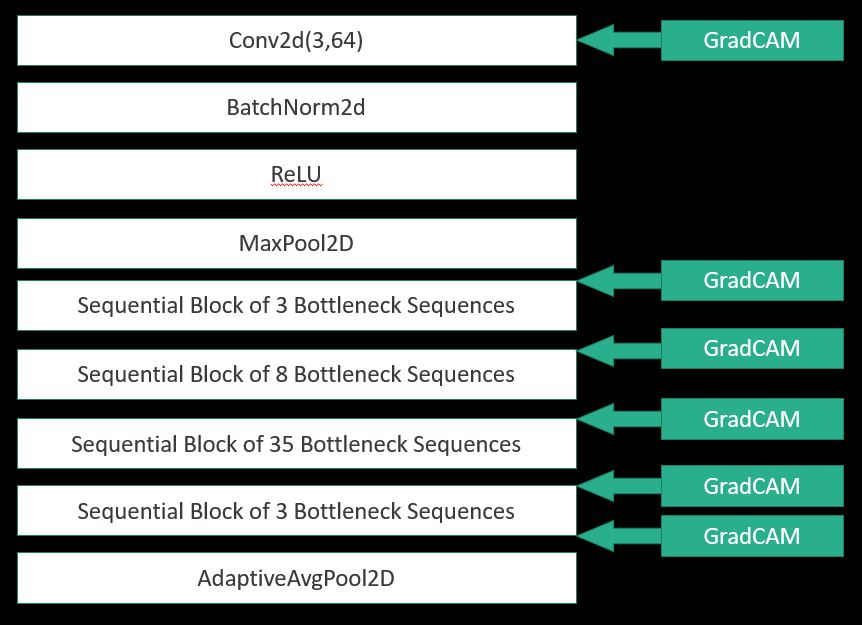 Conv2d(3,64)
GradCAM
BatchNorm2d
ReLU
MaxPool2D
GradCAM
Sequential Block of 3 Bottleneck Sequences
GradCAM
Sequential Block of 8 Bottleneck Sequences
GradCAM
Sequential Block of 35 Bottleneck Sequences
GradCAM
Sequential Block of 3 Bottleneck Sequences
GradCAM
AdaptiveAvgPool2D